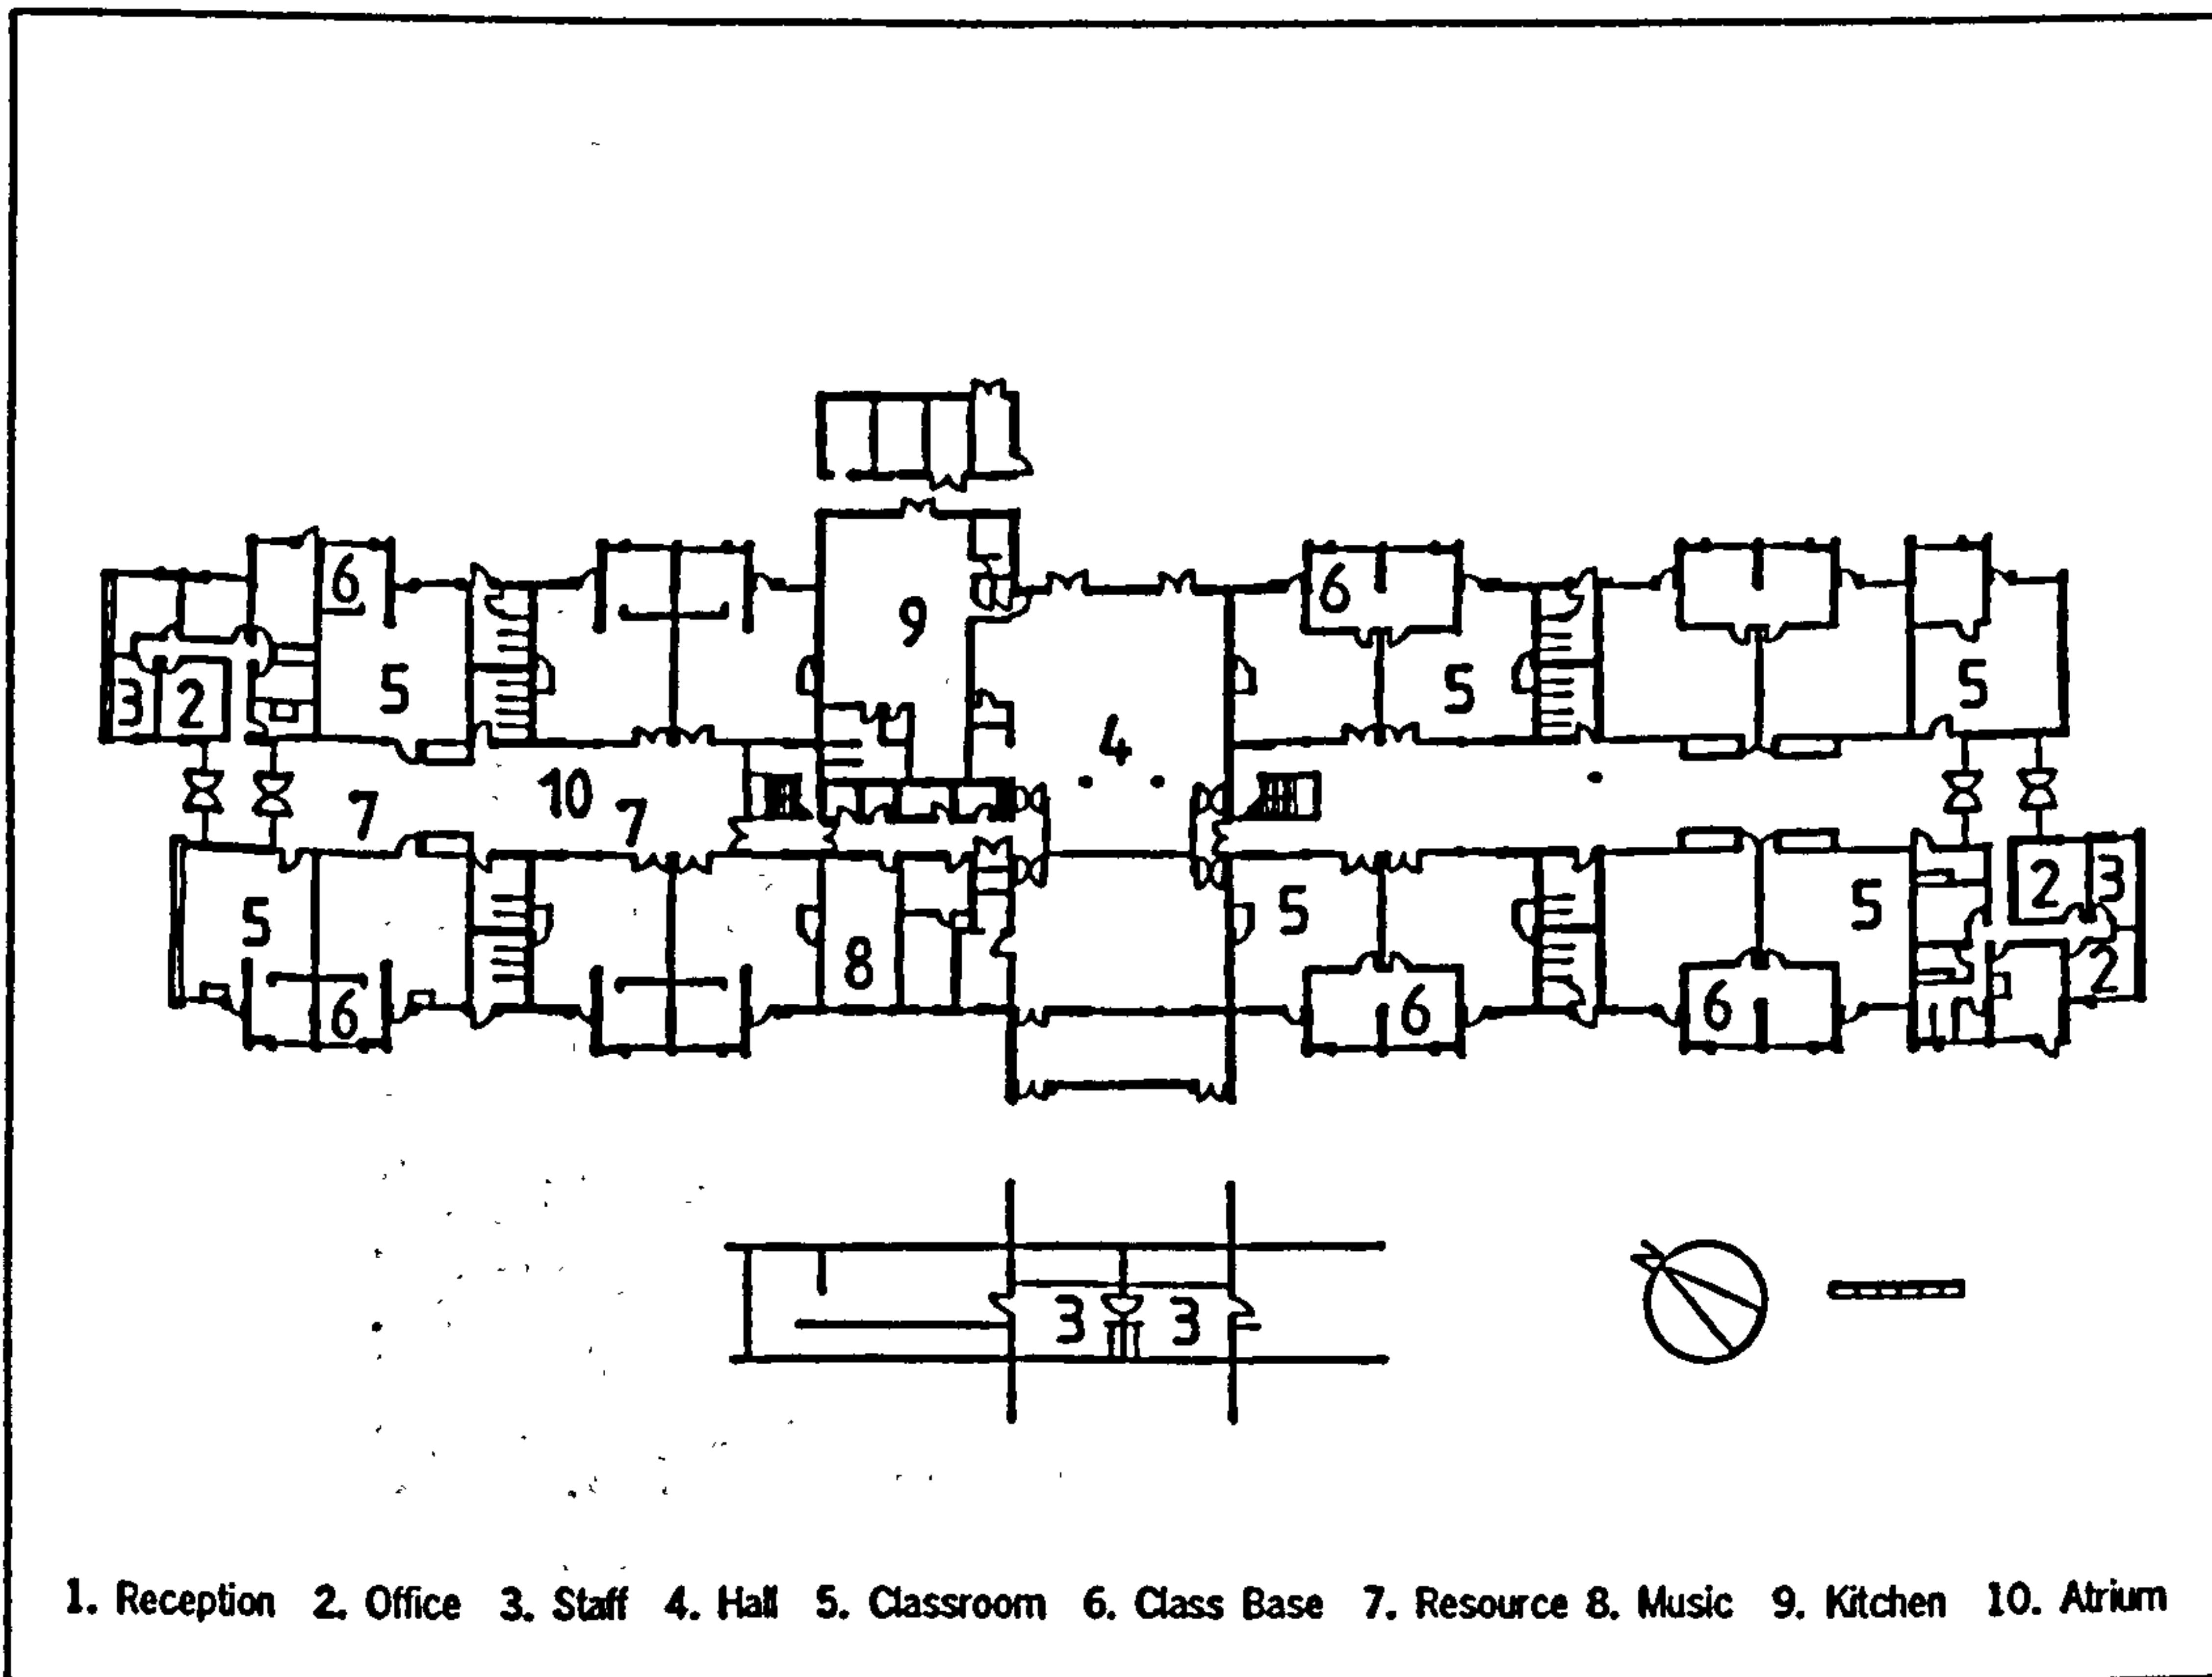 6 6
9
5 5 5
3 2
4
10
7 7
5 5 5 2 3
8
6 6 6 2
3 3
1. Reception 2. Office 3. Staff 4. Hall 5. Classroom 6. Class Base 7. Resource 8. Music 9. Kitchen 10. Atrium